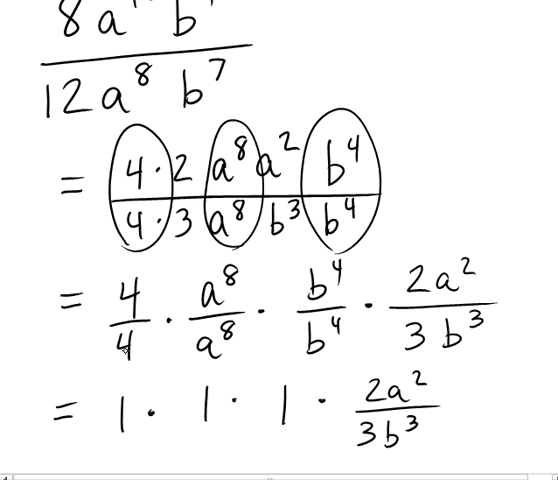 8a b
12a⁸ b⁷
= 4·2 a⁸a² b⁴
4·3 a⁸ b³ b⁴
= 4/4 · a⁸/a⁸ · b⁴/b⁴ · 2a²/3b³
= 1 · 1 · 1 · 2a²/3b³